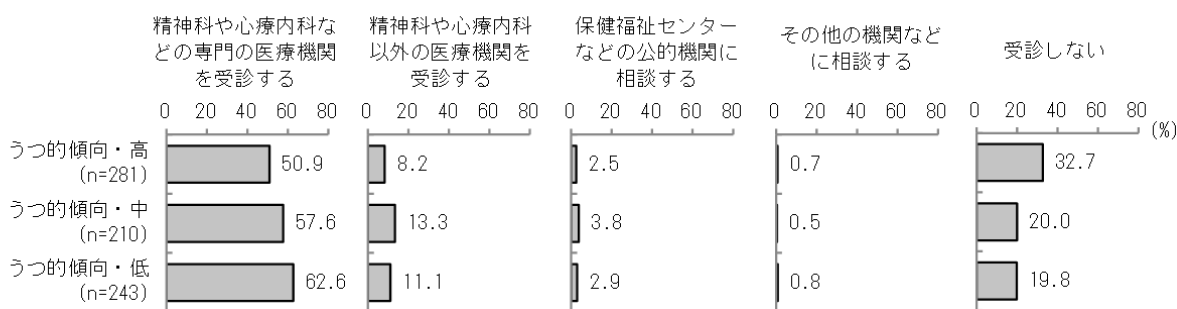 精神科や心療内科な
どの専門の医療機関
を受診する
精神科や心療内科
以外の医療機関を
受診する
保健福祉センター
などの公的機関に
相談する
その他の機関など
に相談する
受診しない
0 20 40 60 80
0 20 40 60 80
0 20 40 60 80
0 20 40 60 80
0 20 40 60 80
(%)
うつ的傾向・高
(n=281)
50.9
8.2
2.5
0.7
32.7
うつ的傾向・中
(n=210)
57.6
13.3
3.8
0.5
20.0
うつ的傾向・低
(n=243)
62.6
11.1
2.9
0.8
19.8